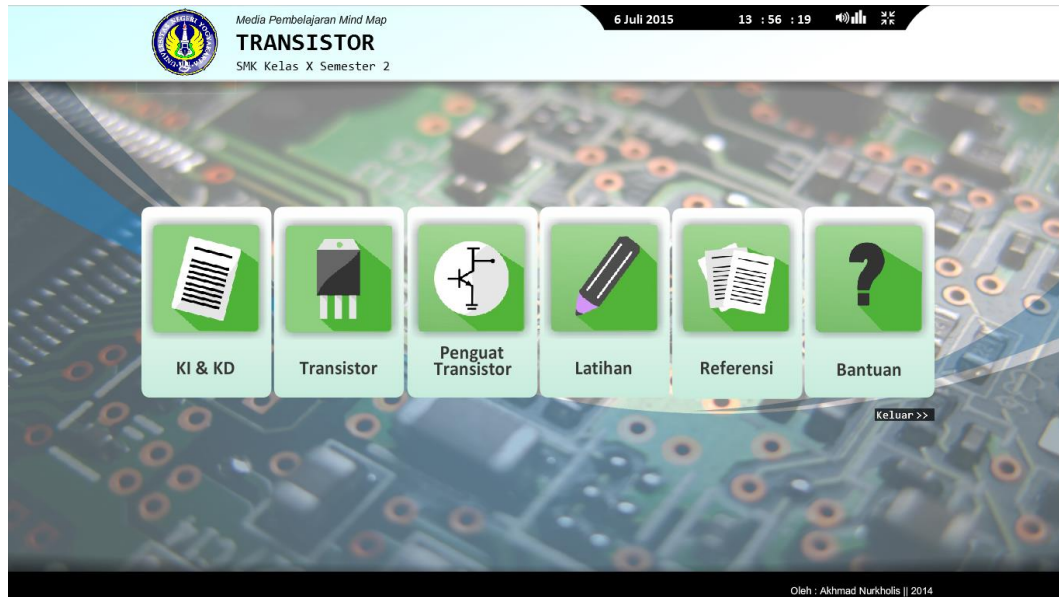 Media Pembelajaran Mind Map
TRANSISTOR
SMK Kelas X Semester 2
6 Juli 2015
13 : 56 : 19
KI & KD
Transistor
Penguat
Transistor
Latihan
Referensi
Bantuan
Keluar >>
Oleh : Akhmad Nurkholis || 2014